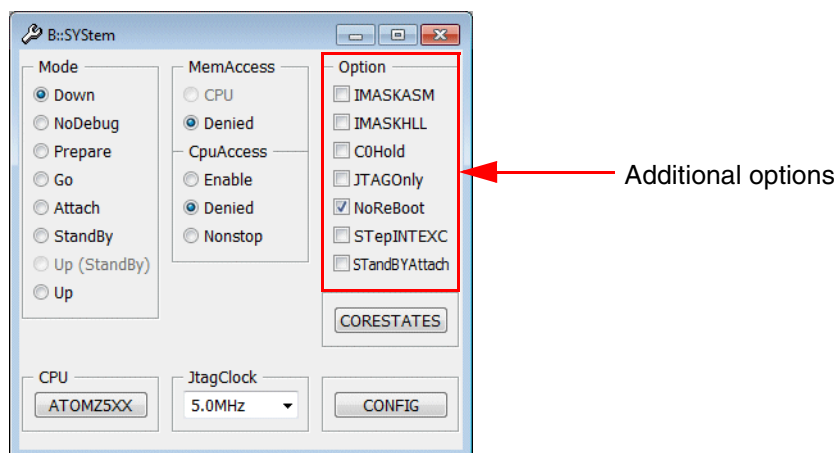 B::SYStem
Mode
Down
NoDebug
Prepare
Go
Attach
StandBy
Up (StandBy)
Up
MemAccess
CPU
Denied
CpuAccess
Enable
Denied
Nonstop
Option
IMASKASM
IMASKHLL
C0Hold
JTAGOnly
NoReBoot
STepINTEXC
STandBYAttach
CORESTATES
Additional options
CPU
ATOMZ5XX
JtagClock
5.0MHz
CONFIG